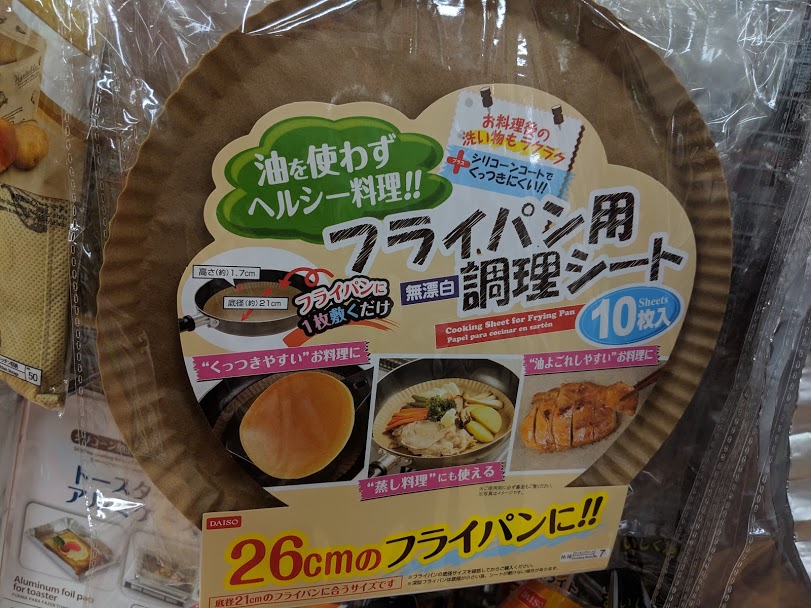 油を使わず
ヘルシー料理!!
お料理後の
洗い物もラクラク
プラス
シリコーンコートで
くっつきにくい!!
フライパン用
無漂白
調理シート
Cooking Sheet for Frying Pan
Papel para cocinar en sartén
Sheets
10枚入
高さ(約)1.7cm
底径(約)21cm
フライパンに
1枚敷くだけ
“くっつきやすい”お料理に
“蒸し料理”にも使える
“油よごれしやすい”お料理に
DAISO
26cmのフライパンに!!
底径21cmのフライパンに合うサイズです
50
トースタ
Aluminum foil pa
for toaster